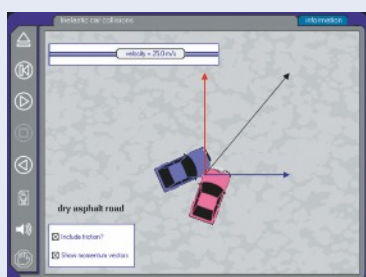 Inelastic car collisions
information
velocity = 25.0 m/s
dry asphalt road
Include friction?
Show momentum vectors